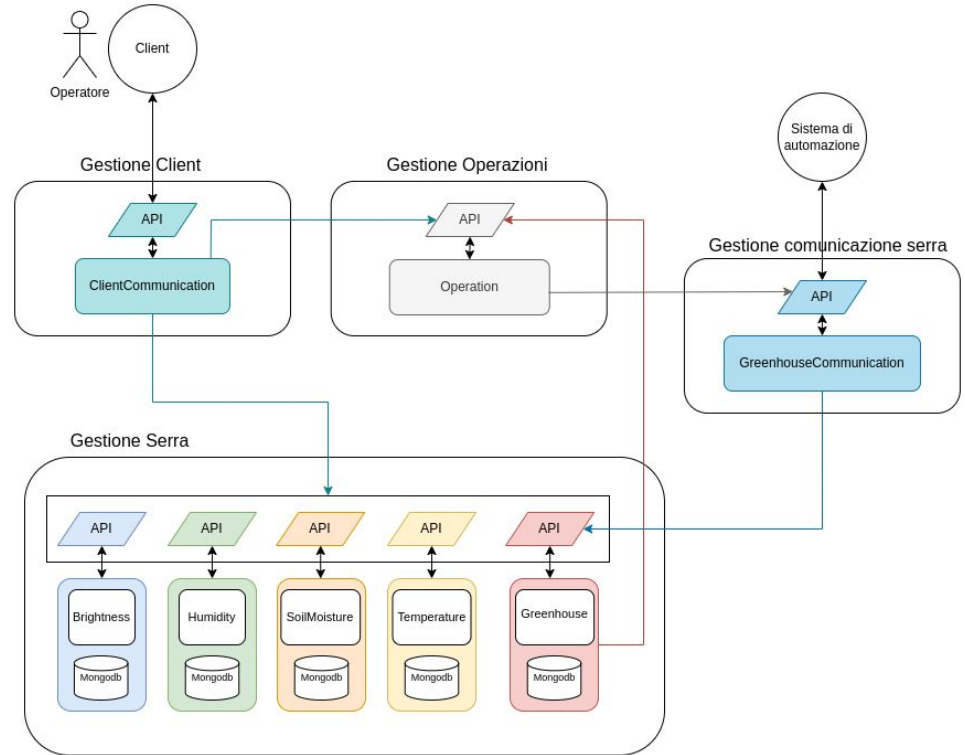 Client
Operatore
Sistema di
automazione
Gestione Client
Gestione Operazioni
API
API
Gestione comunicazione serra
ClientCommunication
Operation
API
GreenhouseCommunication
Gestione Serra
API
API
API
API
API
Brightness
Humidity
SoilMoisture
Temperature
Greenhouse
Mongodb
Mongodb
Mongodb
Mongodb
Mongodb